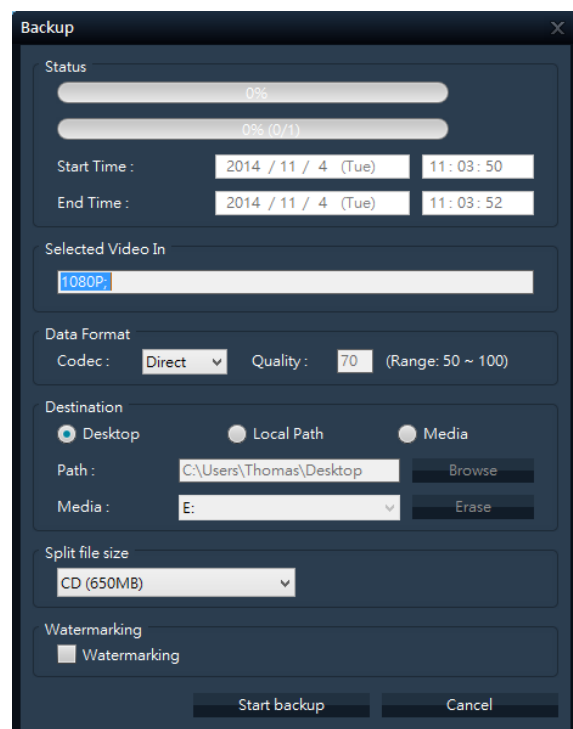 Backup X
Status
0%
0% (0/1)
Start Time : 2014 / 11 / 4 (Tue) 11 : 03 : 50
End Time : 2014 / 11 / 4 (Tue) 11 : 03 : 52
Selected Video In
1080P;
Data Format
Codec : Direct Quality : 70 (Range: 50 ~ 100)
Destination
Desktop Local Path Media
Path : C:\Users\Thomas\Desktop Browse
Media : E: Erase
Split file size
CD (650MB)
Watermarking
Watermarking
Start backup Cancel